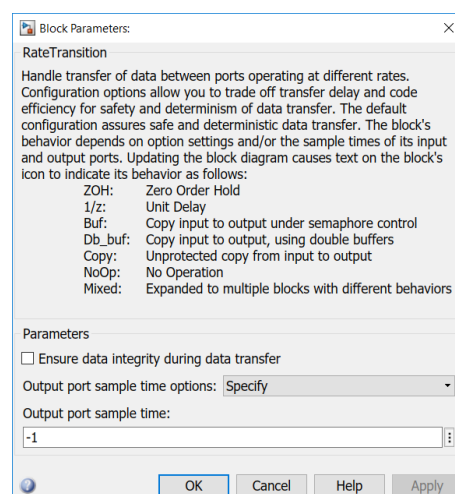 Block Parameters:
RateTransition
Handle transfer of data between ports operating at different rates.
Configuration options allow you to trade off transfer delay and code
efficiency for safety and determinism of data transfer. The default
configuration assures safe and deterministic data transfer. The block's
behavior depends on option settings and/or the sample times of its input
and output ports. Updating the block diagram causes text on the block's
icon to indicate its behavior as follows:
ZOH: Zero Order Hold
1/z: Unit Delay
Buf: Copy input to output under semaphore control
Db_buf: Copy input to output, using double buffers
Copy: Unprotected copy from input to output
NoOp: No Operation
Mixed: Expanded to multiple blocks with different behaviors
Parameters
Ensure data integrity during data transfer
Output port sample time options: Specify
Output port sample time:
-1
OK Cancel Help Apply